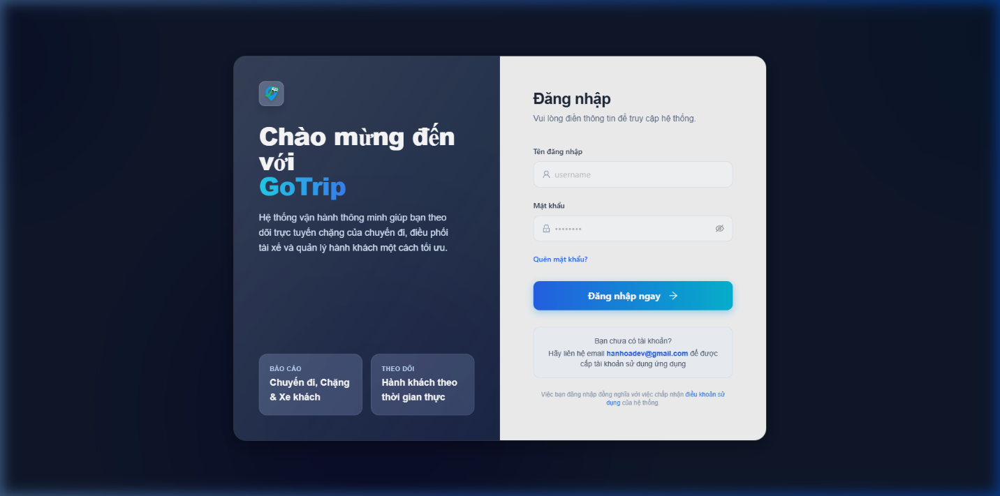 Chào mừng đến
với
GoTrip
Hệ thống vận hành thông minh giúp bạn theo
dõi trực tuyến chặng của chuyến đi, điều phối
tài xế và quản lý hành khách một cách tối ưu.
BÁO CÁO
Chuyến đi, Chặng
& Xe khách
THEO DÕI
Hành khách theo
thời gian thực
Đăng nhập
Vui lòng điền thông tin để truy cập hệ thống.
Tên đăng nhập
username
Mật khẩu
••••••••
Quên mật khẩu?
Đăng nhập ngay →
Bạn chưa có tài khoản?
Hãy liên hệ email hanhoadev@gmail.com để được
cấp tài khoản sử dụng ứng dụng
Việc bạn đăng nhập đồng nghĩa với việc chấp nhận điều khoản sử
dụng của hệ thống.